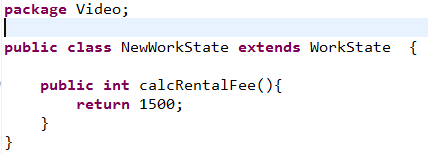 package Video;
public class NewWorkState extends WorkState  {
    public int calcRentalFee(){
        return 1500;
    }
}